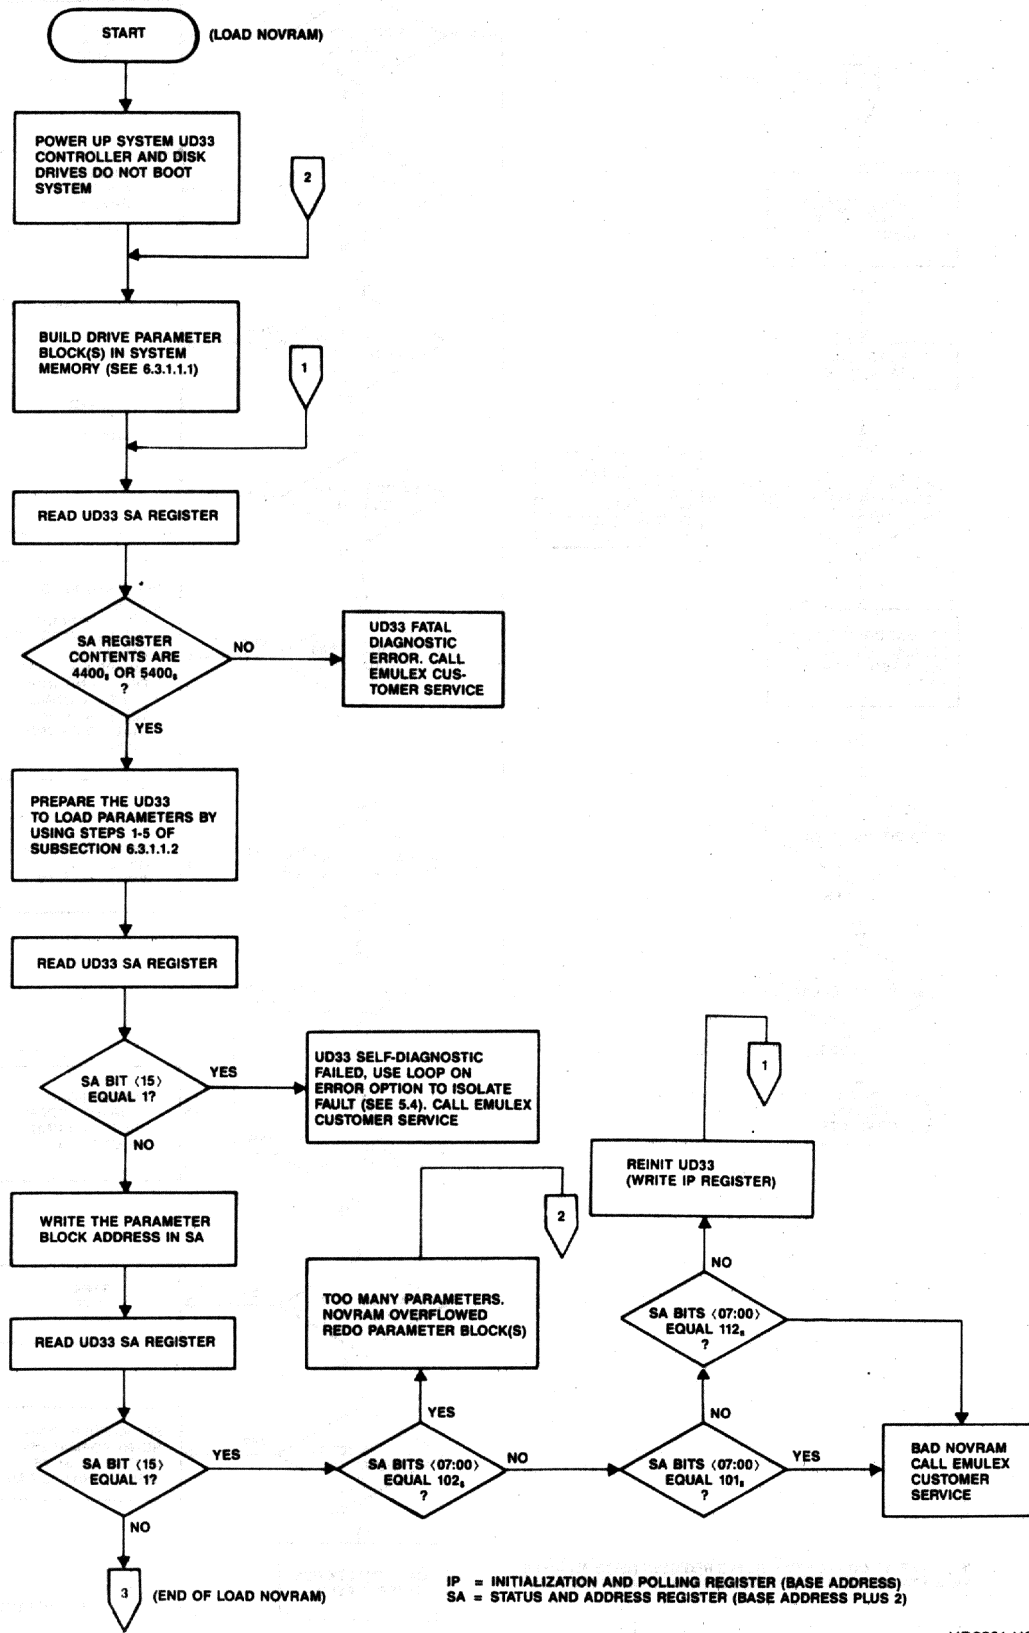 START
(LOAD NOVRAM)
POWER UP SYSTEM UD33
CONTROLLER AND DISK
DRIVES DO NOT BOOT
SYSTEM
2
BUILD DRIVE PARAMETER
BLOCK(S) IN SYSTEM
MEMORY (SEE 6.3.1.1.1)
1
READ UD33 SA REGISTER
SA REGISTER
CONTENTS ARE
4400₈ OR 5400₈
?
NO
UD33 FATAL
DIAGNOSTIC
ERROR. CALL
EMULEX CUS-
TOMER SERVICE
YES
PREPARE THE UD33
TO LOAD PARAMETERS BY
USING STEPS 1-5 OF
SUBSECTION 6.3.1.1.2
READ UD33 SA REGISTER
SA BIT ⟨15⟩
EQUAL 1?
YES
UD33 SELF-DIAGNOSTIC
FAILED, USE LOOP ON
ERROR OPTION TO ISOLATE
FAULT (SEE 5.4). CALL EMULEX
CUSTOMER SERVICE
1
NO
REINIT UD33
(WRITE IP REGISTER)
WRITE THE PARAMETER
BLOCK ADDRESS IN SA
2
NO
TOO MANY PARAMETERS.
NOVRAM OVERFLOWED
REDO PARAMETER BLOCK(S)
SA BITS ⟨07:00⟩
EQUAL 112₈
?
READ UD33 SA REGISTER
YES
NO
SA BIT ⟨15⟩
EQUAL 1?
YES
SA BITS ⟨07:00⟩
EQUAL 102₈
?
NO
SA BITS ⟨07:00⟩
EQUAL 101₈
?
YES
BAD NOVRAM
CALL EMULEX
CUSTOMER
SERVICE
NO
3
(END OF LOAD NOVRAM)
IP = INITIALIZATION AND POLLING REGISTER (BASE ADDRESS)
SA = STATUS AND ADDRESS REGISTER (BASE ADDRESS PLUS 2)